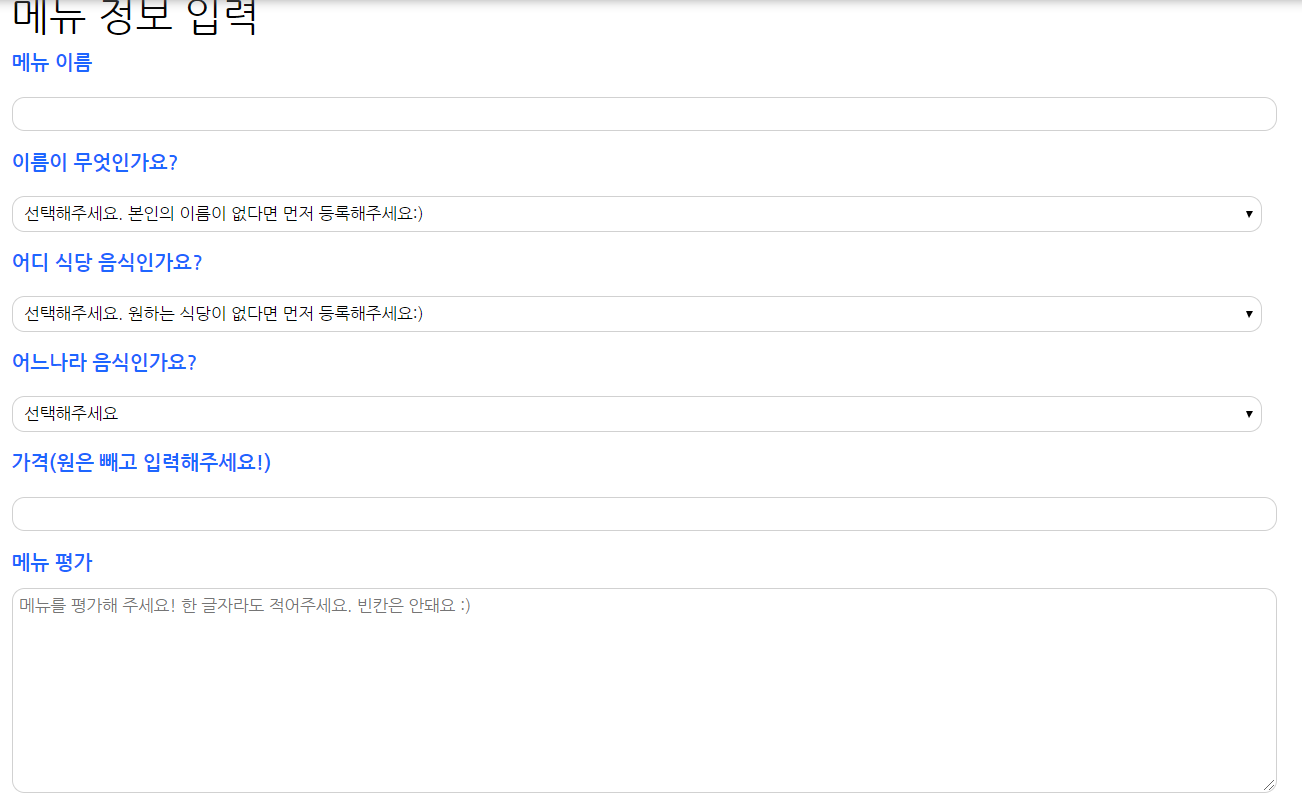 메뉴 정보 입력
메뉴 이름
이름이 무엇인가요?
선택해주세요. 본인의 이름이 없다면 먼저 등록해주세요:)
어디 식당 음식인가요?
선택해주세요. 원하는 식당이 없다면 먼저 등록해주세요:)
어느나라 음식인가요?
선택해주세요
가격(원은 빼고 입력해주세요!)
메뉴 평가
메뉴를 평가해 주세요! 한 글자라도 적어주세요. 빈칸은 안돼요 :)